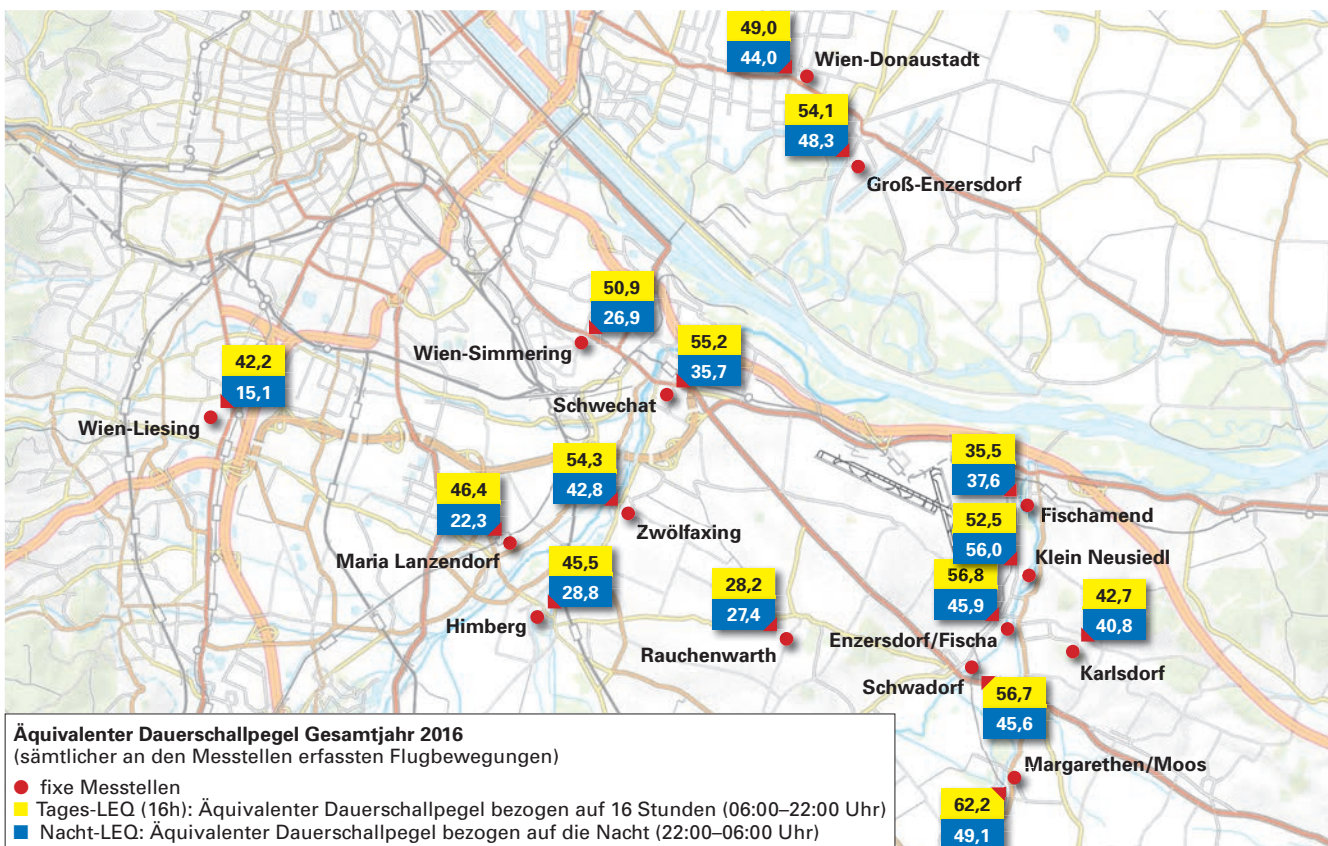 49,0
44,0
Wien-Donaustadt
54,1
48,3
Groß-Enzersdorf
50,9
26,9
Wien-Simmering
55,2
35,7
Schwechat
42,2
15,1
Wien-Liesing
54,3
42,8
Zwölfaxing
46,4
22,3
Maria Lanzendorf
45,5
28,8
Himberg
28,2
27,4
Rauchenwarth
35,5
37,6
Fischamend
52,5
56,0
Klein Neusiedl
56,8
45,9
Enzersdorf/Fischa
42,7
40,8
Karlsdorf
Schwadorf
56,7
45,6
Margarethen/Moos
62,2
49,1
Äquivalenter Dauerschallpegel Gesamtjahr 2016
(sämtlicher an den Messtellen erfassten Flugbewegungen)
fixe Messtellen
Tages-LEQ (16h): Äquivalenter Dauerschallpegel bezogen auf 16 Stunden (06:00–22:00 Uhr)
Nacht-LEQ: Äquivalenter Dauerschallpegel bezogen auf die Nacht (22:00–06:00 Uhr)